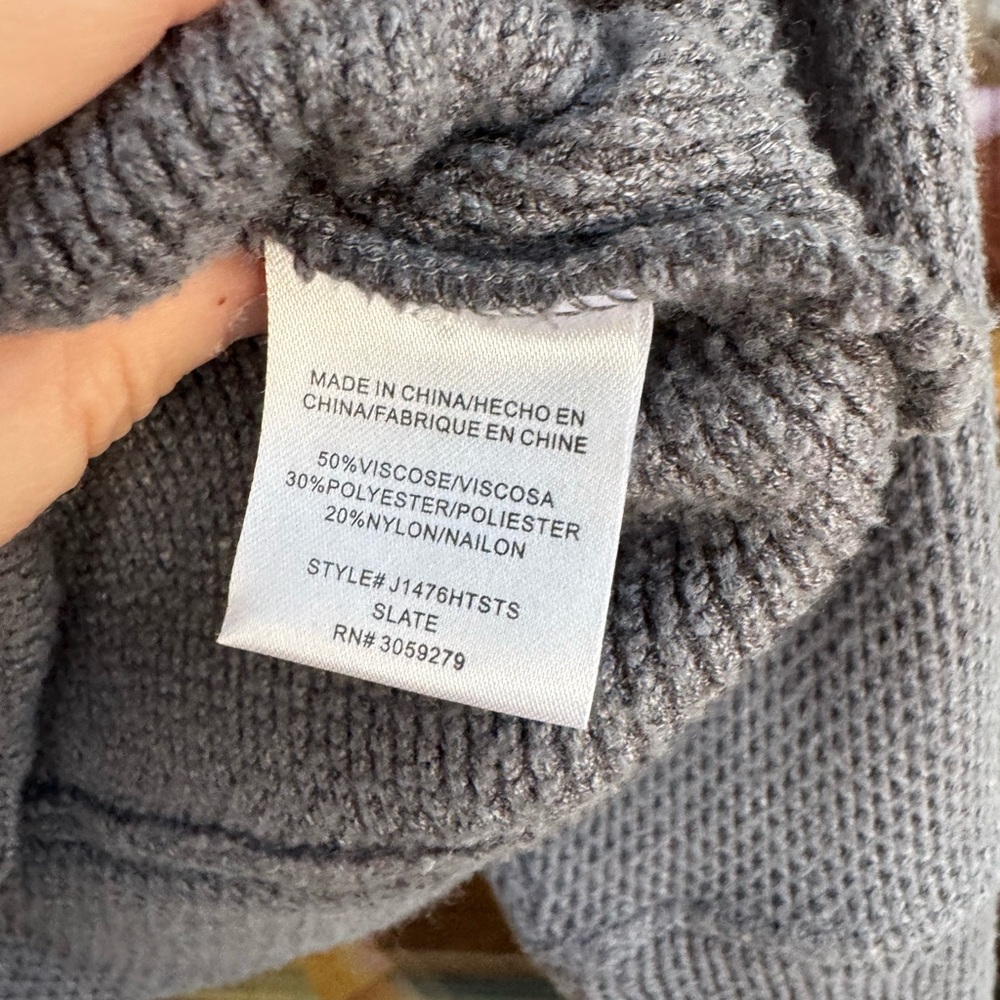 MADE IN CHINA/HECHO EN
CHINA/FABRIQUE EN CHINE
50%VISCOSE/VISCOSA
30%POLYESTER/POLIESTER
20%NYLON/NAILON
STYLE# J1476HTSTS
SLATE
RN# 3059279